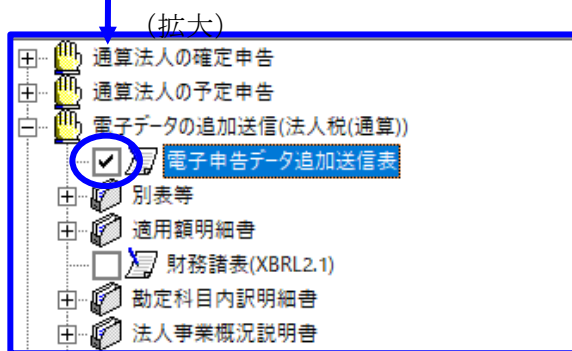 (拡大)
通算法人の確定申告
通算法人の予定申告
電子データの追加送信(法人税(通算))
電子申告データ追加送信表
別表等
適用額明細書
財務諸表(XBRL2.1)
勘定科目内訳明細書
法人事業概況説明書